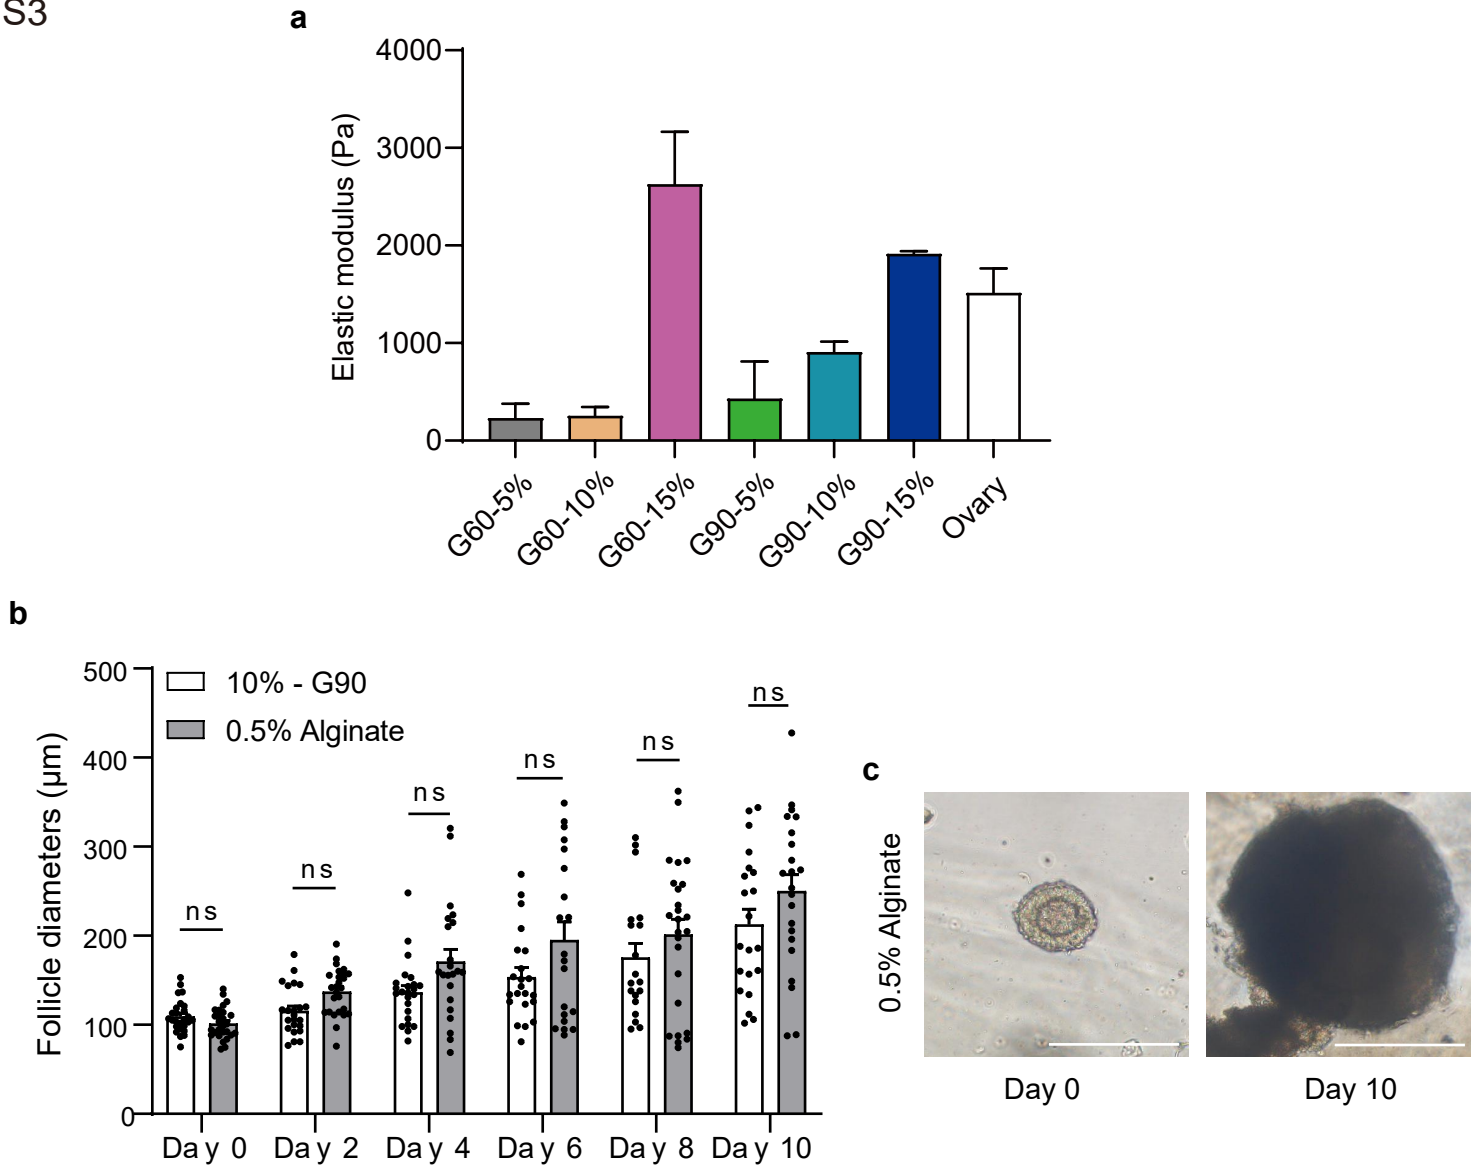 S3
a
4000
3000
2000
1000
0
Elastic modulus (Pa)
G60-5%
G60-10%
G60-15%
G90-5%
G90-10%
G90-15%
Ovary
b
500
400
300
200
100
0
Follicle diameters (μm)
10% - G90
0.5% Alginate
ns
ns
ns
ns
ns
ns
Day 0
Day 2
Day 4
Day 6
Day 8
Day 10
c
0.5% Alginate
Day 0
Day 10